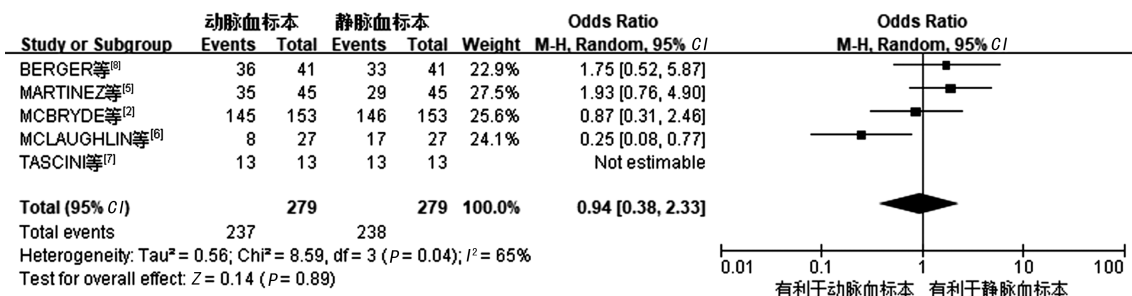 动脉血标本 静脉血标本 Odds Ratio Odds Ratio
Study or Subgroup Events Total Events Total Weight M-H, Random, 95% CI M-H, Random, 95% CI
BERGER等[8] 36 41 33 41 22.9% 1.75 [0.52, 5.87]
MARTINEZ等[5] 35 45 29 45 27.5% 1.93 [0.76, 4.90]
MCBRYDE等[2] 145 153 146 153 25.6% 0.87 [0.31, 2.46]
MCLAUGHLIN等[6] 8 27 17 27 24.1% 0.25 [0.08, 0.77]
TASCINI等[7] 13 13 13 13 Not estimable
Total (95% CI) 279 279 100.0% 0.94 [0.38, 2.33]
Total events 237 238
Heterogeneity: Tau² = 0.56; Chi² = 8.59, df = 3 (P = 0.04); I² = 65%
Test for overall effect: Z = 0.14 (P = 0.89)
0.01 0.1 1 10 100
有利于动脉血标本 有利于静脉血标本